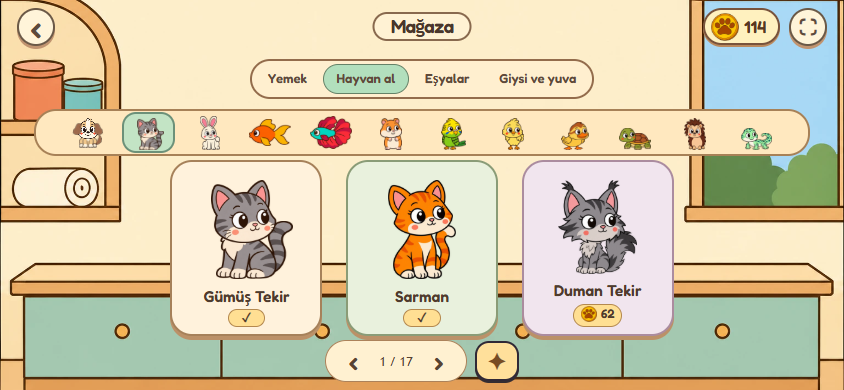 Mağaza
114
Yemek
Hayvan al
Eşyalar
Giysi ve yuva
Gümüş Tekir
Sarman
Duman Tekir
62
1 / 17